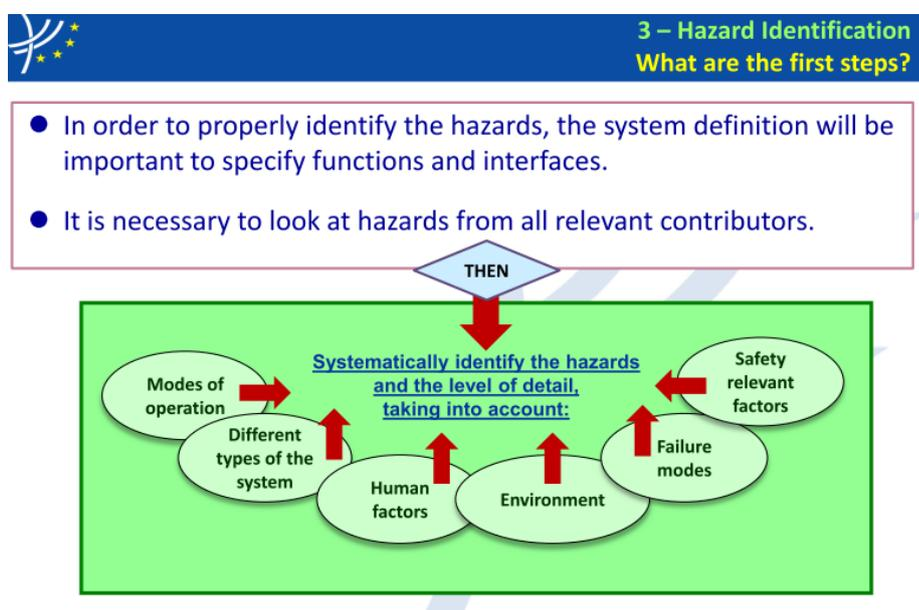 3 – Hazard Identification
What are the first steps?
● In order to properly identify the hazards, the system definition will be
important to specify functions and interfaces.
● It is necessary to look at hazards from all relevant contributors.
THEN
Systematically identify the hazards
and the level of detail,
taking into account:
Modes of
operation
Different
types of the
system
Human
factors
Environment
Failure
modes
Safety
relevant
factors